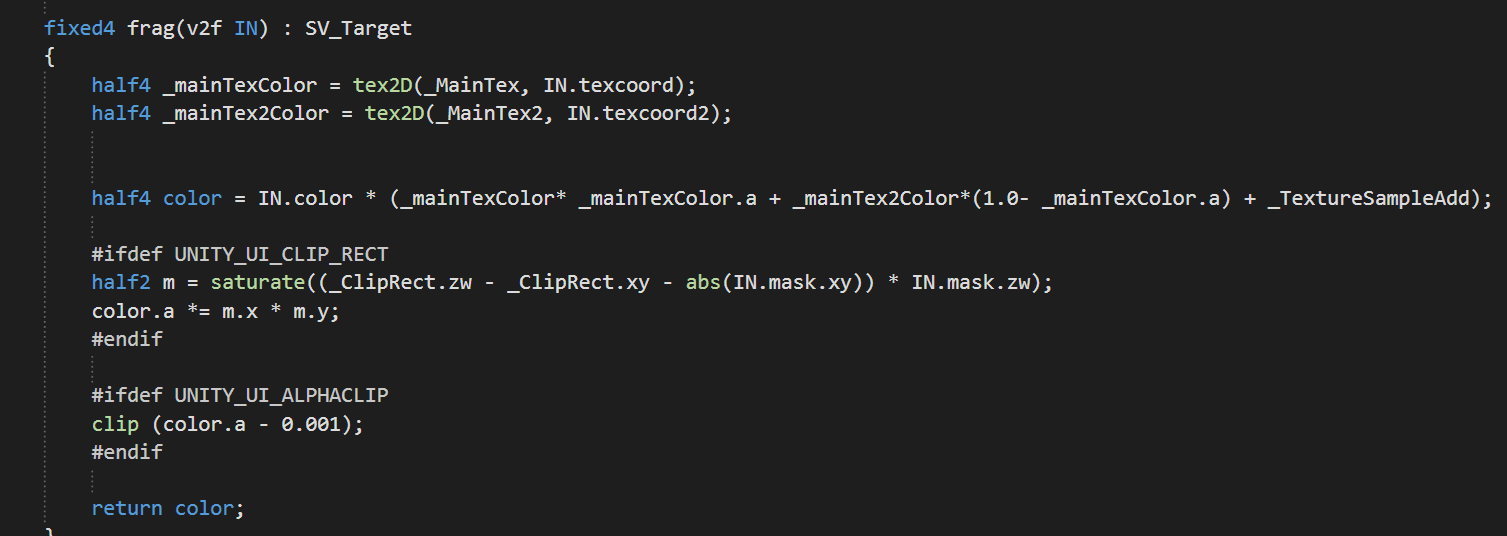 fixed4 frag(v2f IN) : SV_Target
{
half4 _mainTexColor = tex2D(_MainTex, IN.texcoord);
half4 _mainTex2Color = tex2D(_MainTex2, IN.texcoord2);
half4 color = IN.color * (_mainTexColor* _mainTexColor.a + _mainTex2Color*(1.0- _mainTexColor.a) + _TextureSampleAdd);
#ifdef UNITY_UI_CLIP_RECT
half2 m = saturate((_ClipRect.zw - _ClipRect.xy - abs(IN.mask.xy)) * IN.mask.zw);
color.a *= m.x * m.y;
#endif
#ifdef UNITY_UI_ALPHACLIP
clip (color.a - 0.001);
#endif
return color;
}